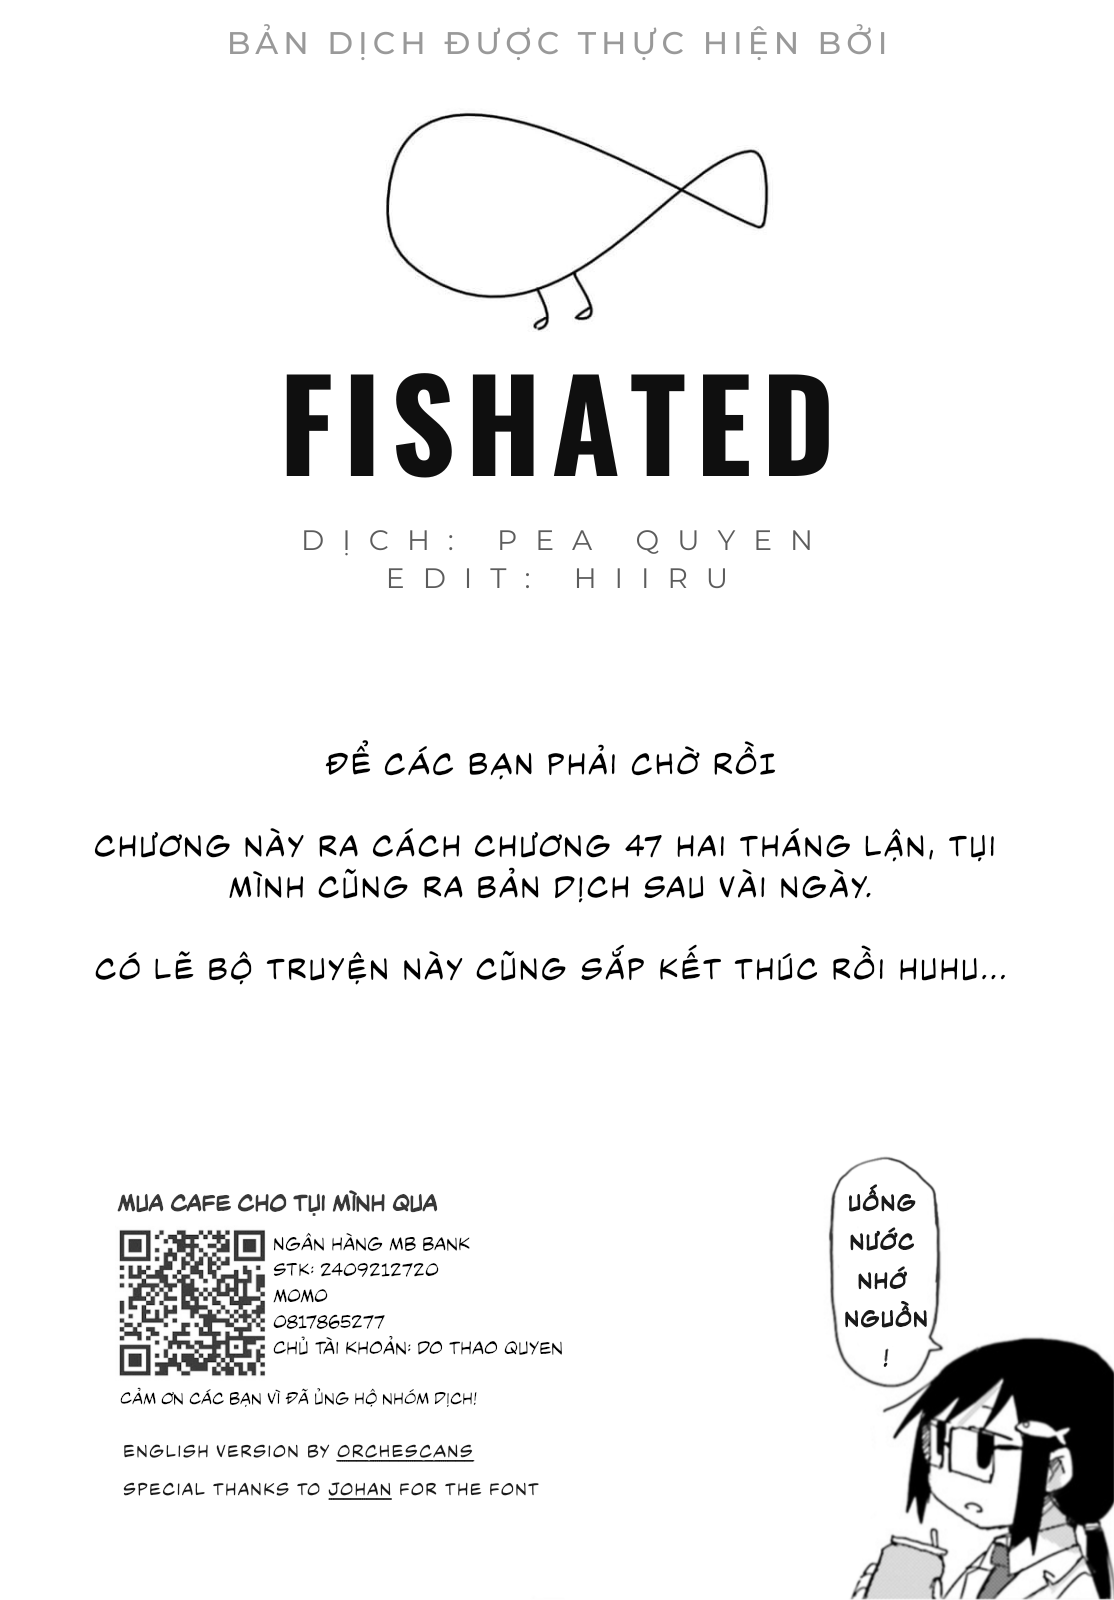 BẢN DỊCH ĐƯỢC THỰC HIỆN BỞI
FISHATED
DỊCH: PEA QUYEN
EDIT: HIIRU
ĐỂ CÁC BẠN PHẢI CHỜ RỒI
CHƯƠNG NÀY RA CÁCH CHƯƠNG 47 HAI THÁNG LẬN, TỤI
MÌNH CŨNG RA BẢN DỊCH SAU VÀI NGÀY.
CÓ LẼ BỘ TRUYỆN NÀY CŨNG SẮP KẾT THÚC RỒI HUHU...
MUA CAFE CHO TỤI MÌNH QUA
NGÂN HÀNG MB BANK
STK: 2409212720
MOMO
0817865277
CHỦ TÀI KHOẢN: DO THAO QUYEN
CẢM ƠN CÁC BẠN VÌ ĐÃ ỦNG HỘ NHÓM DỊCH!
ENGLISH VERSION BY ORCHESCANS
SPECIAL THANKS TO JOHAN FOR THE FONT
UỐNG
NƯỚC
NHỚ
NGUỒN
!